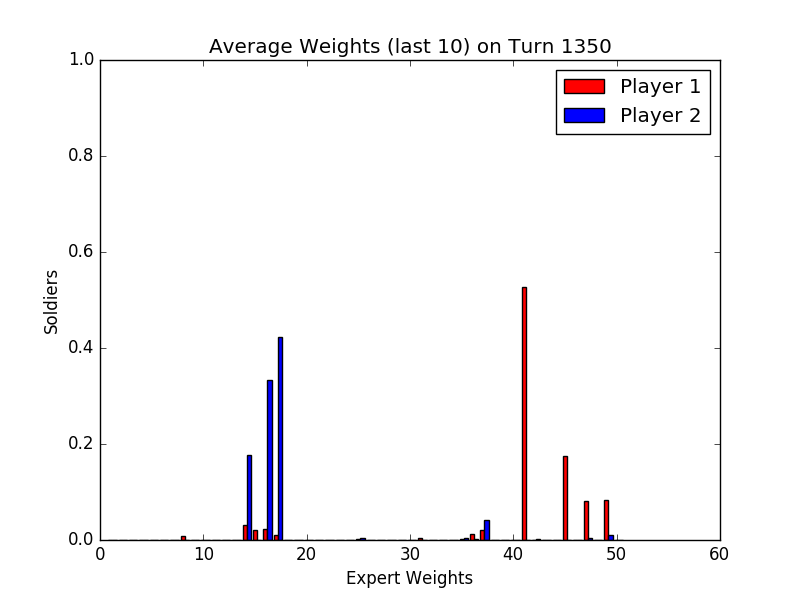 Average Weights (last 10) on Turn 1350
1.0
0.8
0.6
0.4
0.2
0.0
Soldiers
Player 1
Player 2
0 10 20 30 40 50 60
Expert Weights